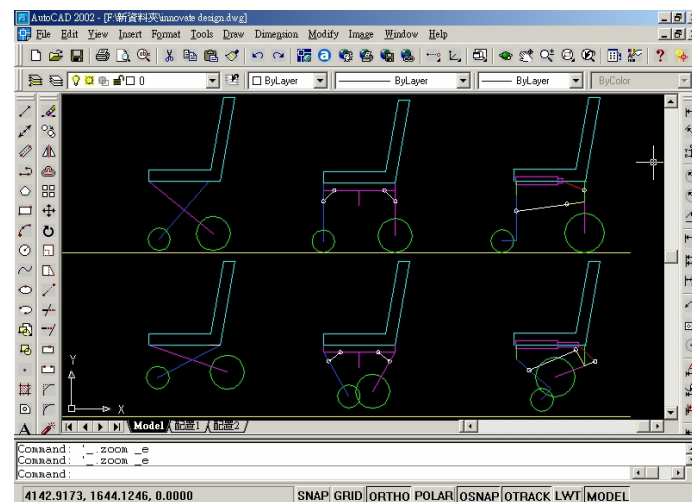 AutoCAD 2002 - [F:\新資料夾\innovate design.dwg]
File Edit View Insert Format Tools Draw Dimension Modify Image Window Help
0 ByLayer ByLayer ByLayer ByColor
Y
X
Model 配置1 配置2
Command: '_.zoom _e
Command: '_.zoom _e
Command:
4142.9173, 1644.1246, 0.0000 SNAP GRID ORTHO POLAR OSNAP OTRACK LWT MODEL